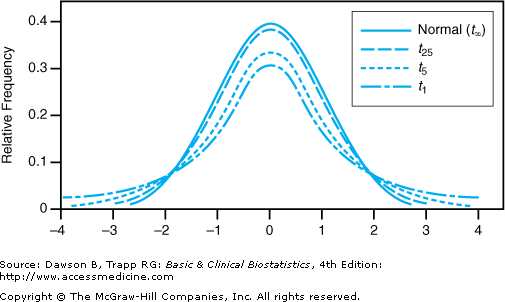 0.4
0.3
0.2
0.1
0
Relative Frequency
Normal (t∞)
t25
t5
t1
−4 −3 −2 −1 0 1 2 3 4
Source: Dawson B, Trapp RG: Basic & Clinical Biostatistics, 4th Edition:
http://www.accessmedicine.com
Copyright © The McGraw-Hill Companies, Inc. All rights reserved.